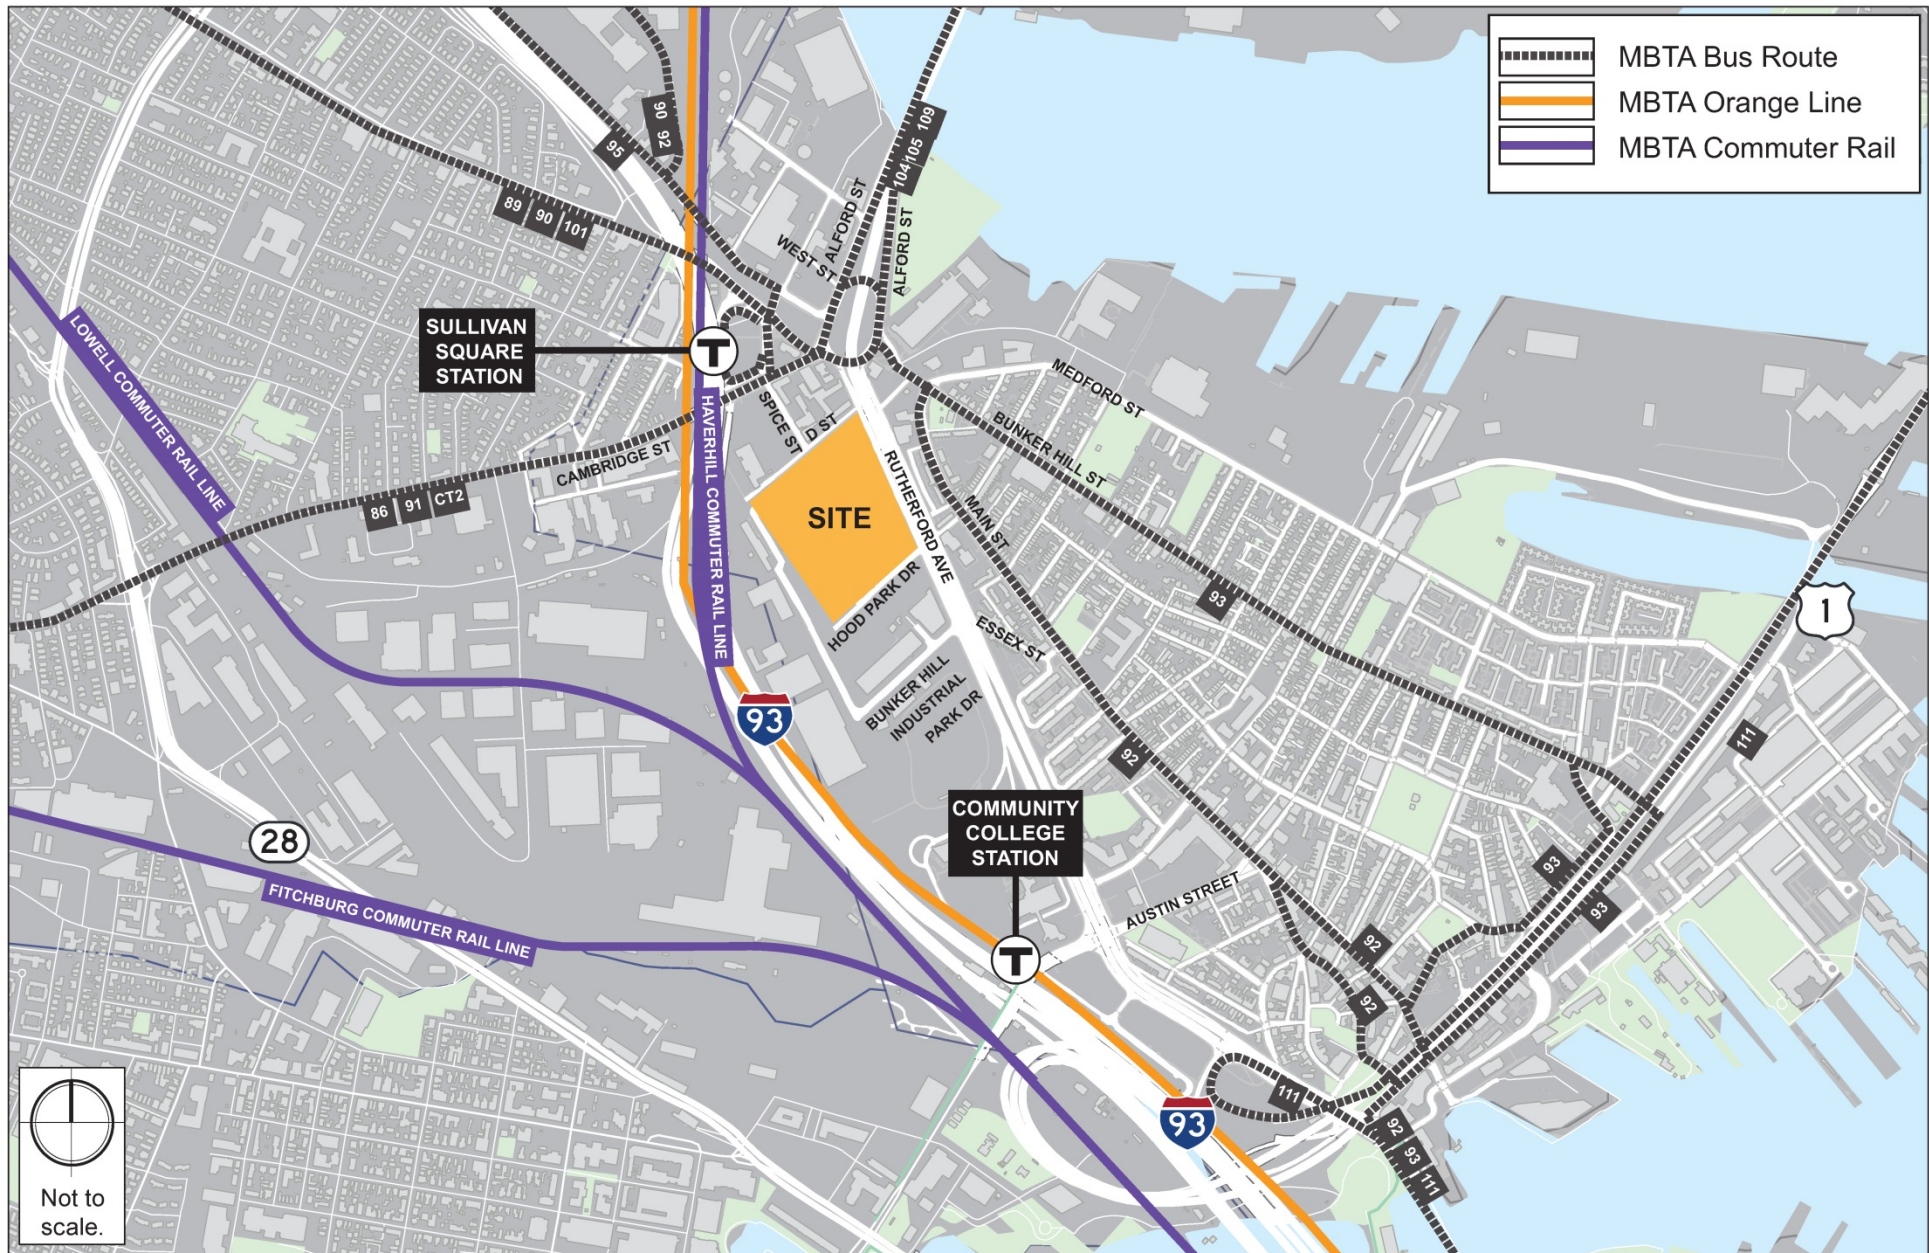 MBTA Bus Route
MBTA Orange Line
MBTA Commuter Rail
90
92
95
104
105
109
89
90
101
ALFORD ST
ALFORD ST
WEST ST
SULLIVAN
SQUARE
STATION
T
LOWELL COMMUTER RAIL LINE
HAVERHILL COMMUTER RAIL LINE
SPICE ST
D ST
MEDFORD ST
BUNKER HILL ST
CAMBRIDGE ST
86
91
CT2
SITE
RUTHERFORD AVE
MAIN ST
HOOD PARK DR
ESSEX ST
93
1
BUNKER HILL
INDUSTRIAL
PARK DR
93
92
111
COMMUNITY
COLLEGE
STATION
T
28
FITCHBURG COMMUTER RAIL LINE
AUSTIN STREET
93
93
92
92
111
93
92
93
111
Not to
scale.